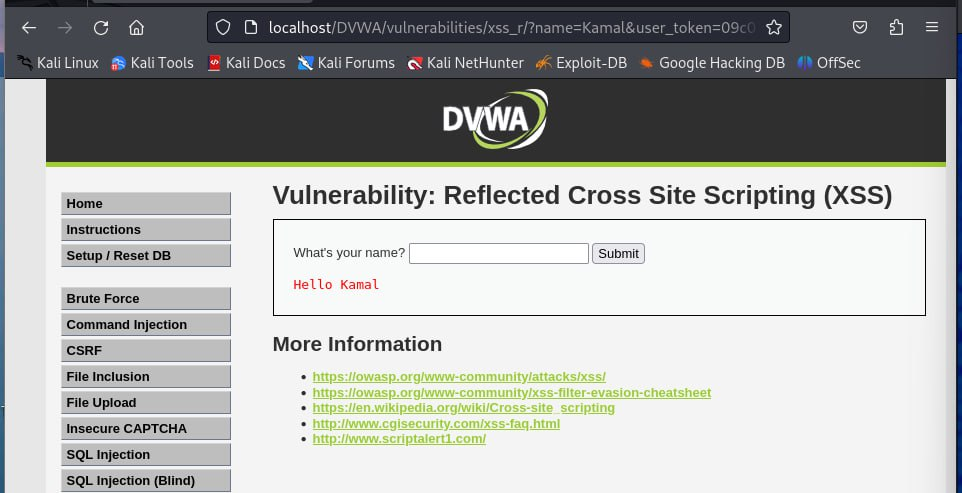 localhost/DVWA/vulnerabilities/xss_r/?name=Kamal&user_token=09c0
Kali Linux Kali Tools Kali Docs Kali Forums Kali NetHunter Exploit-DB Google Hacking DB OffSec
DVWA
Vulnerability: Reflected Cross Site Scripting (XSS)
Home
Instructions
Setup / Reset DB
Brute Force
Command Injection
CSRF
File Inclusion
File Upload
Insecure CAPTCHA
SQL Injection
SQL Injection (Blind)
What's your name? Submit
Hello Kamal
More Information
https://owasp.org/www-community/attacks/xss/
https://owasp.org/www-community/xss-filter-evasion-cheatsheet
https://en.wikipedia.org/wiki/Cross-site_scripting
http://www.cgisecurity.com/xss-faq.html
http://www.scriptalert1.com/